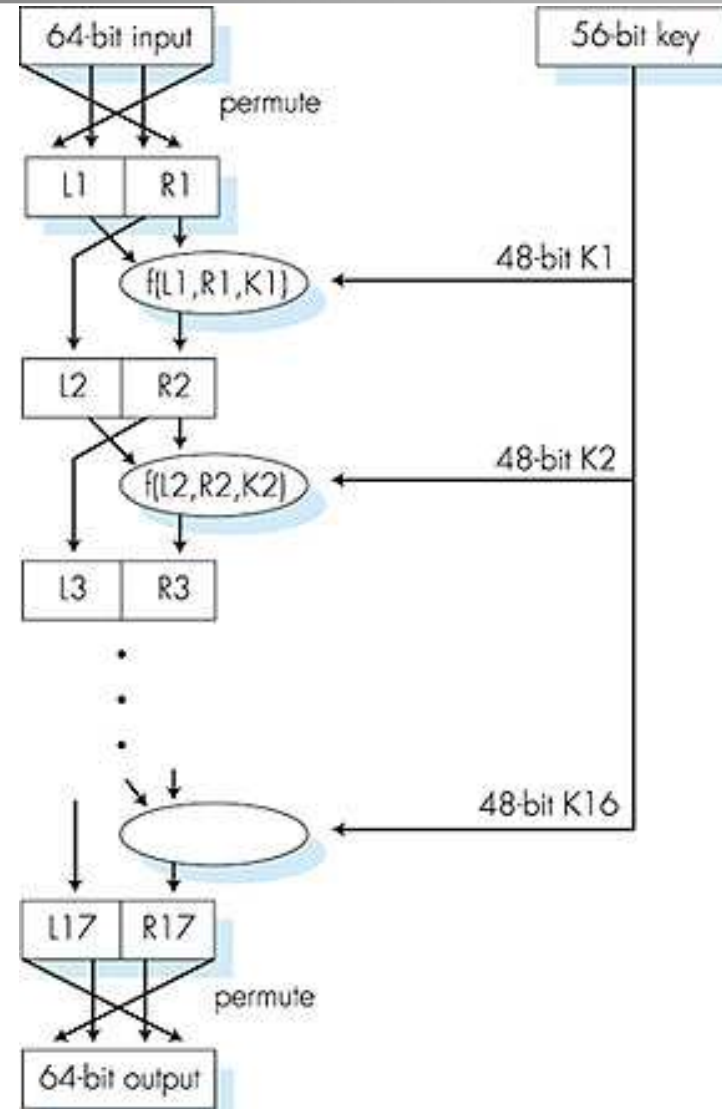 64-bit input
56-bit key
permute
L1 R1
48-bit K1
f(L1,R1,K1)
L2 R2
48-bit K2
f(L2,R2,K2)
L3 R3
48-bit K16
L17 R17
permute
64-bit output